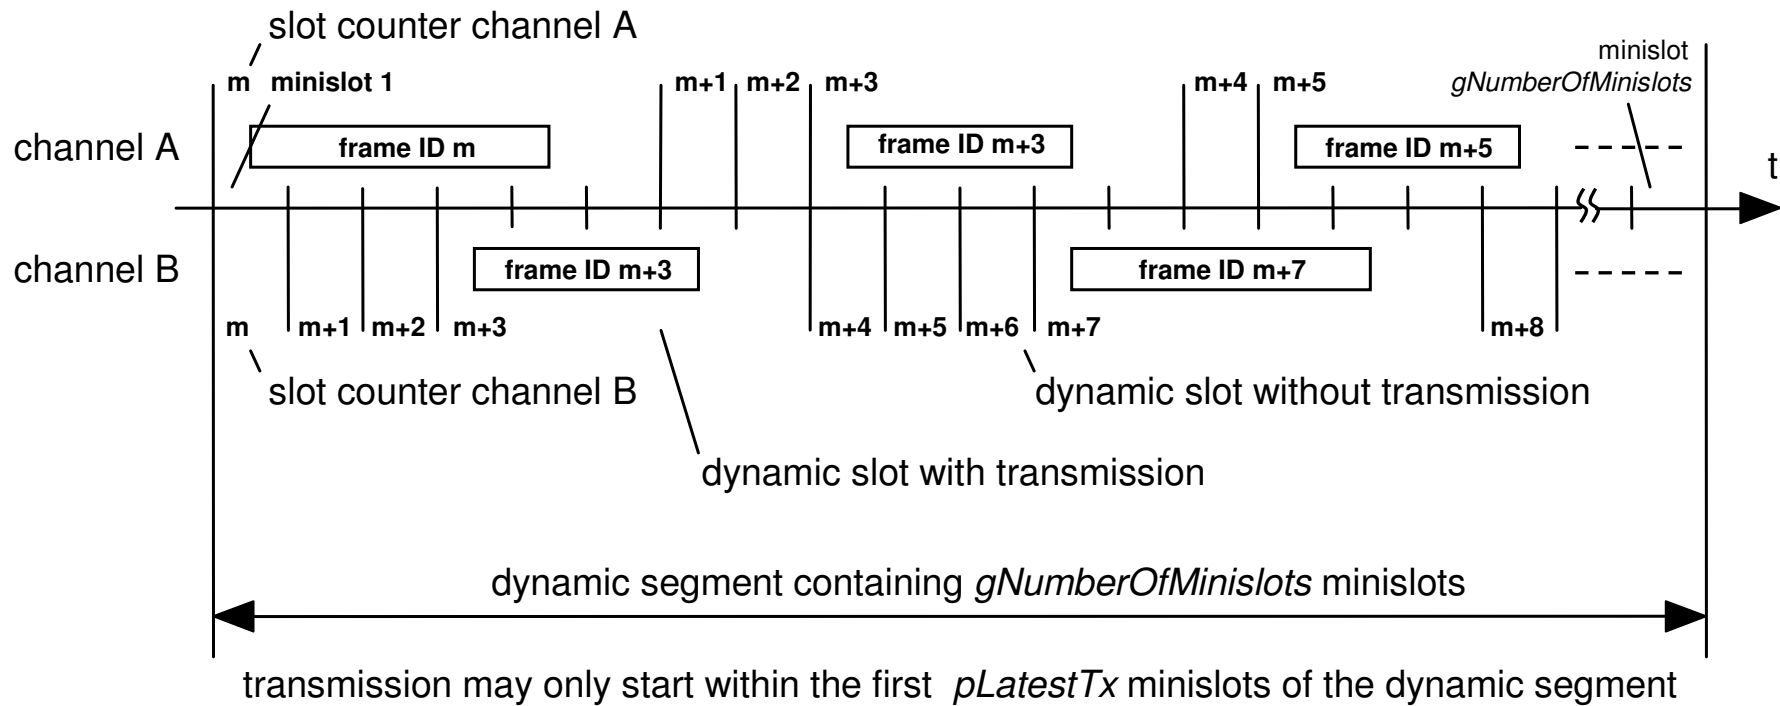 slot counter channel A
minislot
gNumberOfMinislots
m minislot 1 m+1 m+2 m+3 m+4 m+5
channel A frame ID m frame ID m+3 frame ID m+5
t
channel B frame ID m+3 frame ID m+7
m m+1 m+2 m+3 m+4 m+5 m+6 m+7 m+8
slot counter channel B dynamic slot without transmission
dynamic slot with transmission
dynamic segment containing gNumberOfMinislots minislots
transmission may only start within the first pLatestTx minislots of the dynamic segment